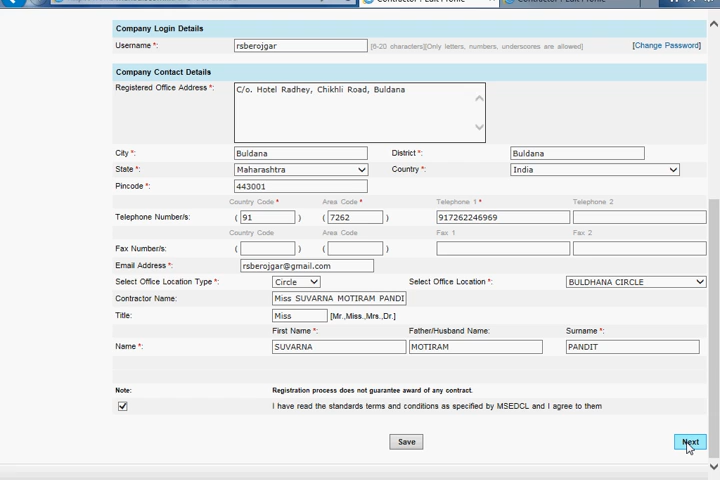 Company Login Details
Username *: rsberojgar [6-20 characters][Only letters, numbers, underscores are allowed] [Change Password]
Company Contact Details
Registered Office Address *: C/o. Hotel Radhey, Chikhli Road, Buldana
City *: Buldana District *: Buldana
State *: Maharashtra Country *: India
Pincode *: 443001
Country Code * Area Code * Telephone 1 * Telephone 2
Telephone Number/s: ( 91 ) ( 7262 ) 917262246969
Country Code Area Code Fax 1 Fax 2
Fax Number/s: ( ) ( )
Email Address *: rsberojgar@gmail.com
Select Office Location Type *: Circle Select Office Location *: BULDHANA CIRCLE
Contractor Name: Miss SUVARNA MOTIRAM PANDI
Title: Miss [Mr.,Miss.,Mrs.,Dr.]
First Name *: Father/Husband Name: Surname *:
Name *: SUVARNA MOTIRAM PANDIT
Note: Registration process does not guarantee award of any contract.
I have read the standards terms and conditions as specified by MSEDCL and I agree to them
Save Next